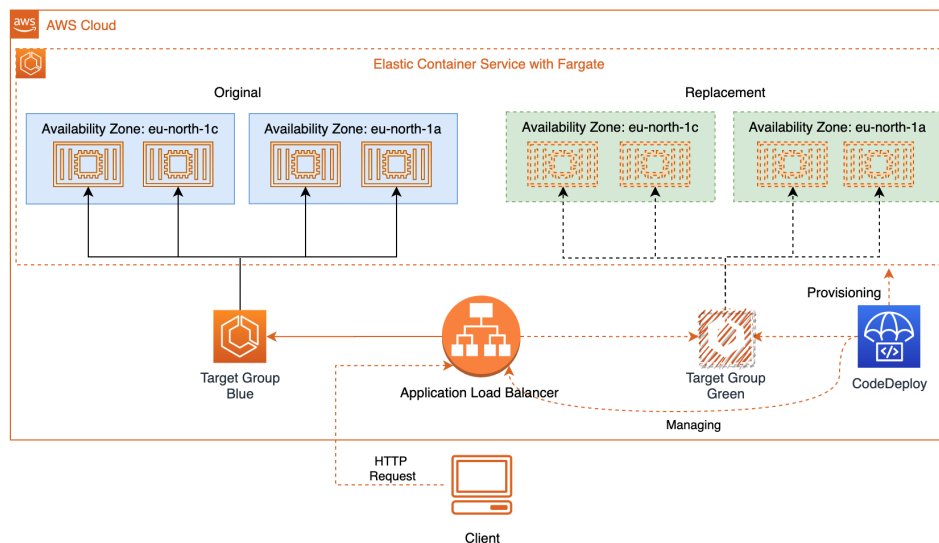 aws
AWS Cloud
Elastic Container Service with Fargate
Original
Replacement
Availability Zone: eu-north-1c
Availability Zone: eu-north-1a
Availability Zone: eu-north-1c
Availability Zone: eu-north-1a
Provisioning
Target Group
Blue
Application Load Balancer
Target Group
Green
</>
CodeDeploy
Managing
HTTP
Request
Client